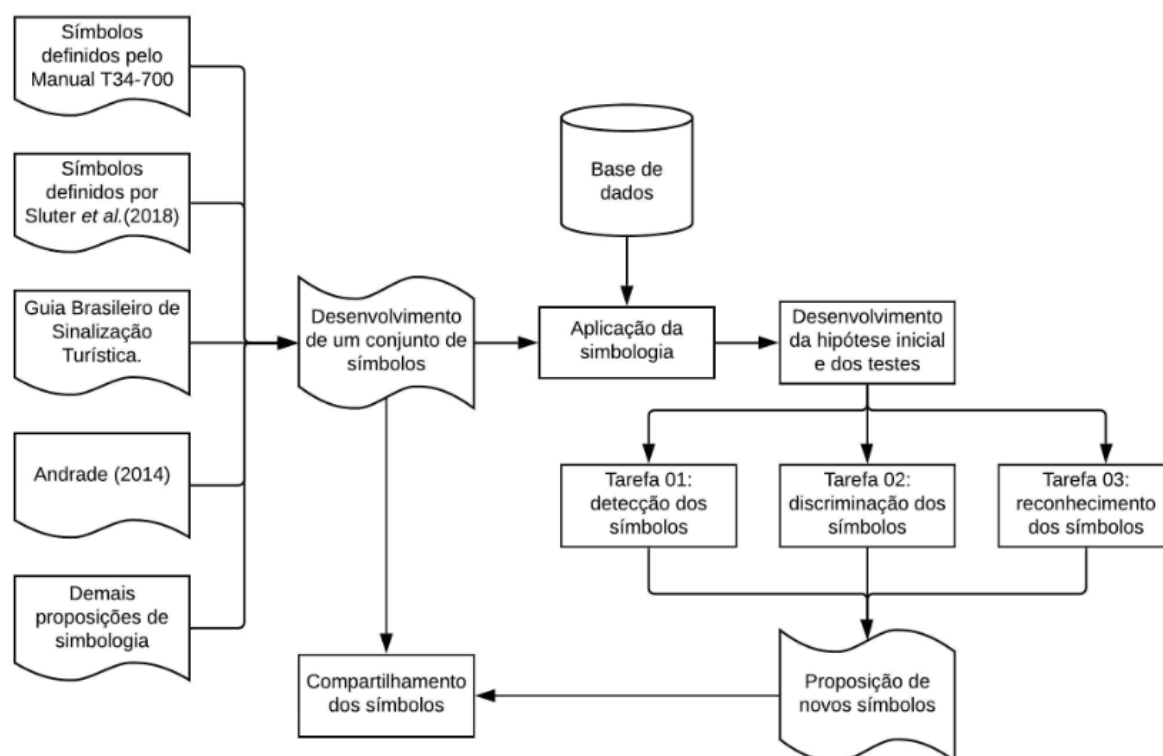 Símbolos
definidos pelo
Manual T34-700
Símbolos
definidos por
Sluter et al.(2018)
Guia Brasileiro de
Sinalização
Turística.
Andrade (2014)
Demais
proposições de
simbologia
Desenvolvimento
de um conjunto de
símbolos
Base de
dados
Aplicação da
simbologia
Desenvolvimento
da hipótese inicial
e dos testes
Tarefa 01:
detecção dos
símbolos
Tarefa 02:
discriminação dos
símbolos
Tarefa 03:
reconhecimento
dos símbolos
Compartilhamento
dos símbolos
Proposição de
novos símbolos